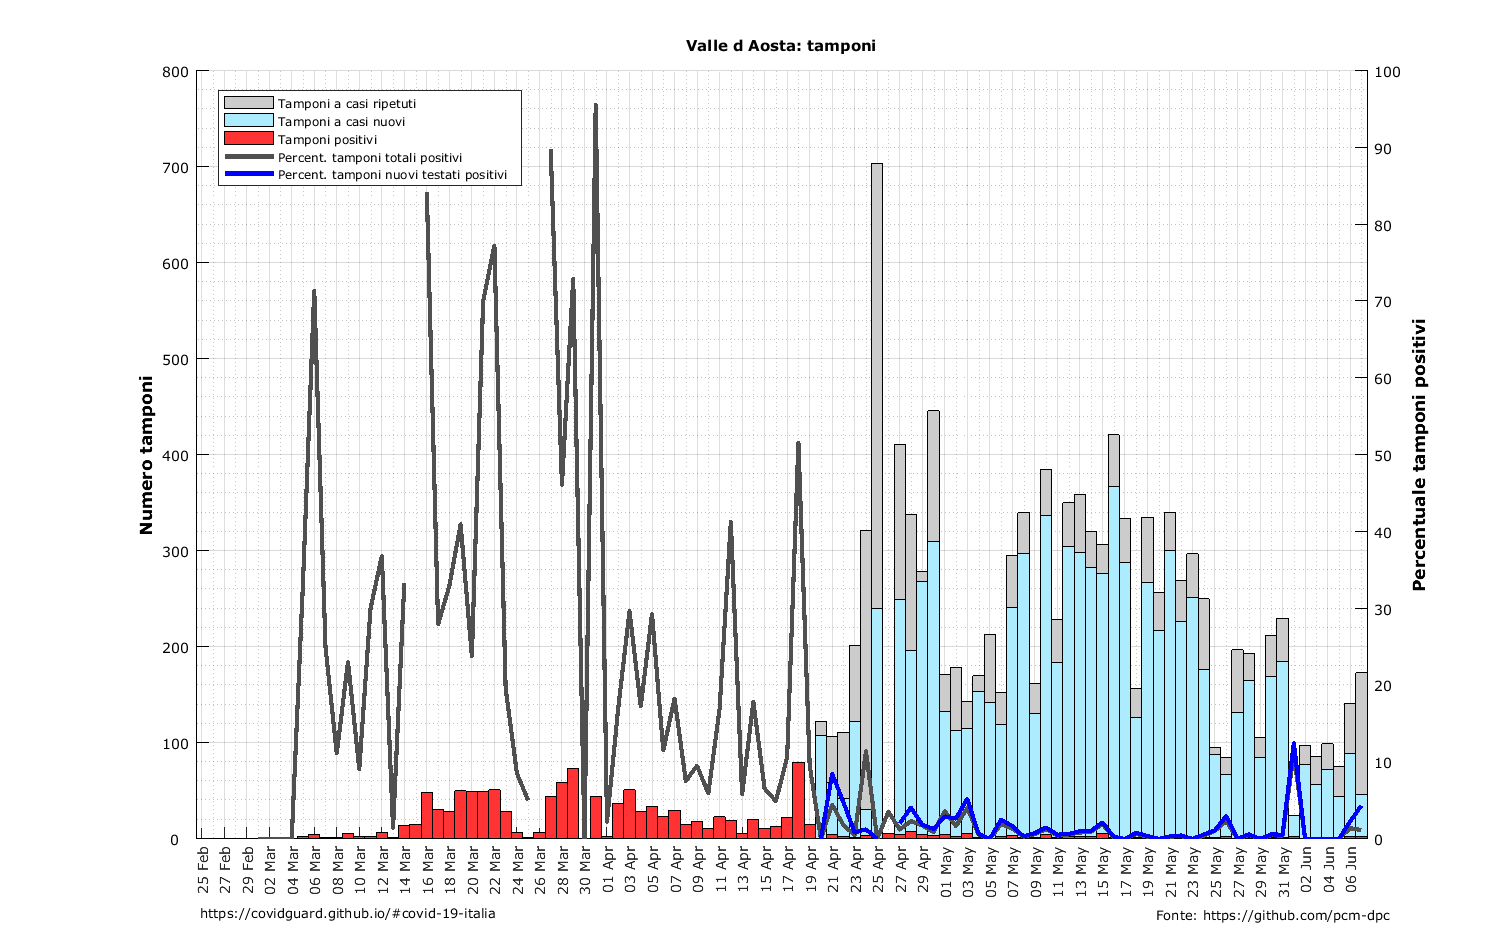 Valle d Aosta: tamponi
Tamponi a casi ripetuti
Tamponi a casi nuovi
Tamponi positivi
Percent. tamponi totali positivi
Percent. tamponi nuovi testati positivi
Numero tamponi
800
700
600
500
400
300
200
100
0
Percentuale tamponi positivi
100
90
80
70
60
50
40
30
20
10
0
25 Feb
27 Feb
29 Feb
02 Mar
04 Mar
06 Mar
08 Mar
10 Mar
12 Mar
14 Mar
16 Mar
18 Mar
20 Mar
22 Mar
24 Mar
26 Mar
28 Mar
30 Mar
01 Apr
03 Apr
05 Apr
07 Apr
09 Apr
11 Apr
13 Apr
15 Apr
17 Apr
19 Apr
21 Apr
23 Apr
25 Apr
27 Apr
29 Apr
01 May
03 May
05 May
07 May
09 May
11 May
13 May
15 May
17 May
19 May
21 May
23 May
25 May
27 May
29 May
31 May
02 Jun
04 Jun
06 Jun
https://covidguard.github.io/#covid-19-italia
Fonte: https://github.com/pcm-dpc